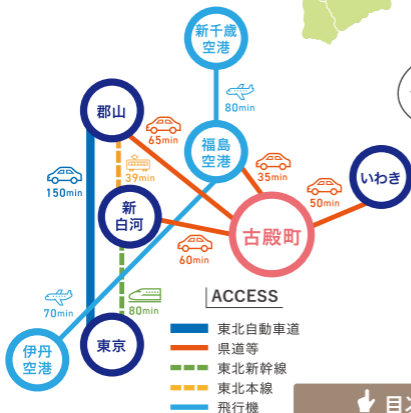 新千歳
空港
80min
郡山
65min
福島
空港
35min
いわき
150min
39min
50min
新
白河
古殿町
60min
ACCESS
70min
80min
伊丹
空港
東京
東北自動車道
県道等
東北新幹線
東北本線
飛行機
目次